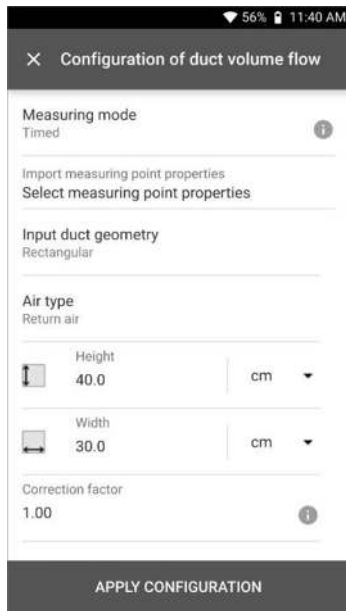 56% 11:40 AM
Configuration of duct volume flow
Measuring mode
Timed
Import measuring point properties
Select measuring point properties
Input duct geometry
Rectangular
Air type
Return air
Height
40.0 cm
Width
30.0 cm
Correction factor
1.00
APPLY CONFIGURATION